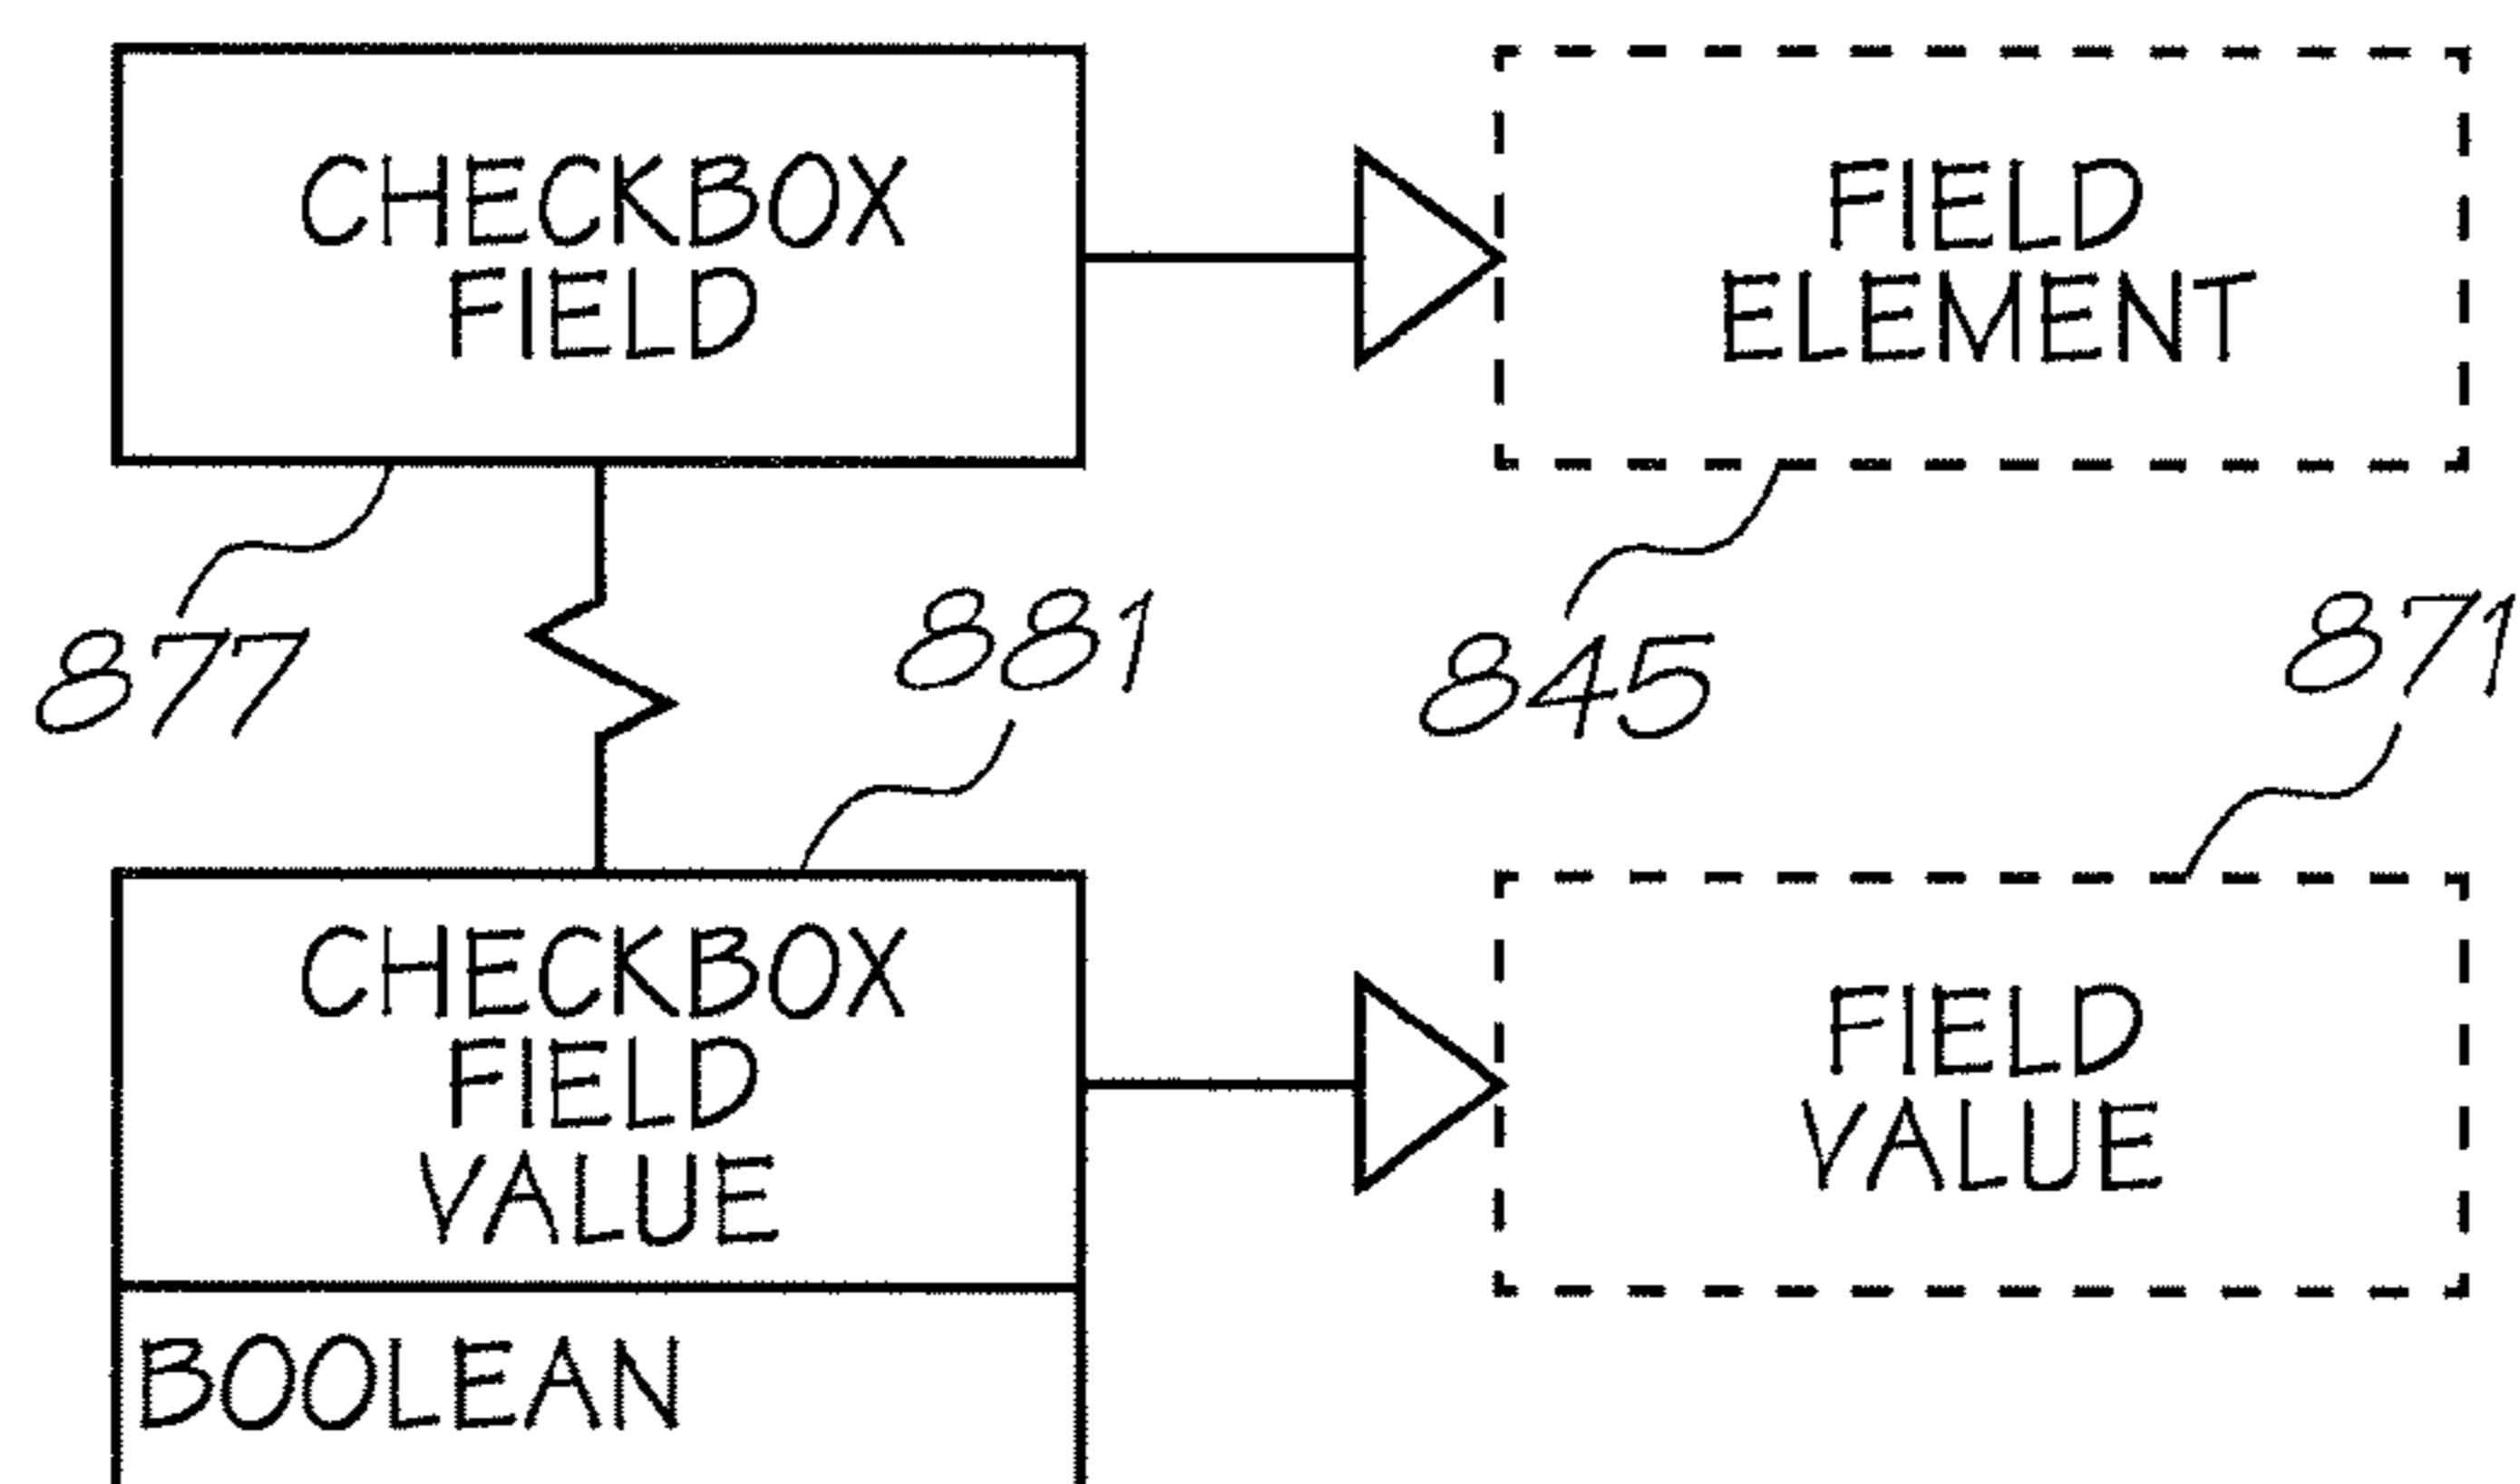 CHECKBOX
FIELD
FIELD
ELEMENT
877
881
845
871
CHECKBOX
FIELD
VALUE
FIELD
VALUE
BOOLEAN